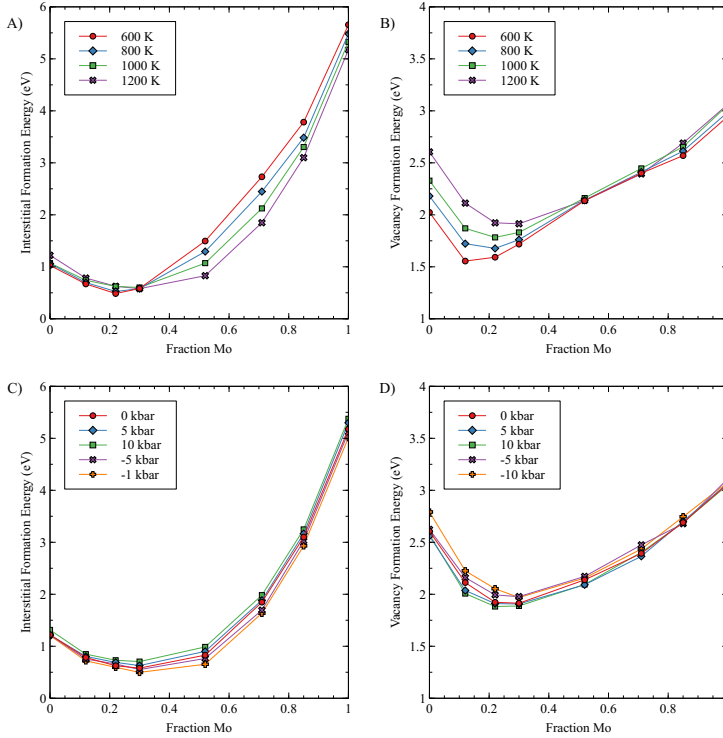 A)
6
5
4
3
2
1
0
Interstitial Formation Energy (eV)
600 K
800 K
1000 K
1200 K
0 0.2 0.4 0.6 0.8 1
Fraction Mo
B)
4
3.5
3
2.5
2
1.5
1
Vacancy Formation Energy (eV)
600 K
800 K
1000 K
1200 K
0 0.2 0.4 0.6 0.8
Fraction Mo
C)
6
5
4
3
2
1
0
Interstitial Formation Energy (eV)
0 kbar
5 kbar
10 kbar
-5 kbar
-1 kbar
0 0.2 0.4 0.6 0.8 1
Fraction Mo
D)
4
3.5
3
2.5
2
1.5
1
Vacancy Formation Energy (eV)
0 kbar
5 kbar
10 kbar
-5 kbar
-10 kbar
0 0.2 0.4 0.6 0.8
Fraction Mo